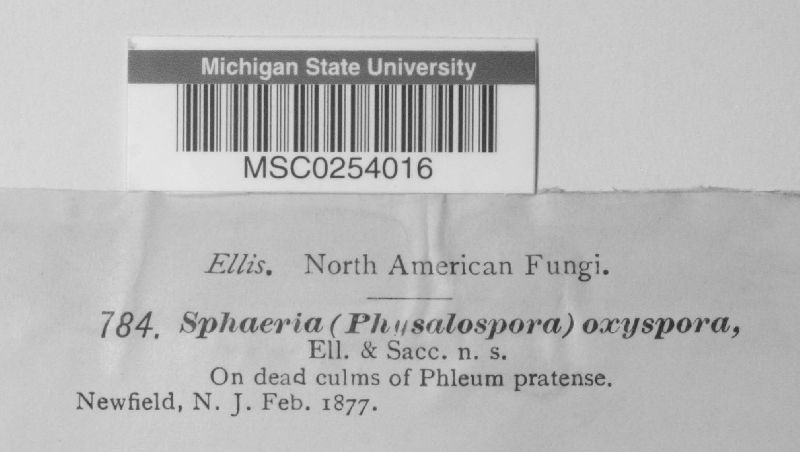 Michigan State University
MSC0254016
Ellis. North American Fungi.
784. Sphaeria (Physalospora) oxyspora,
Ell. & Sacc. n. s.
On dead culms of Phleum pratense.
Newfield, N. J. Feb. 1877.